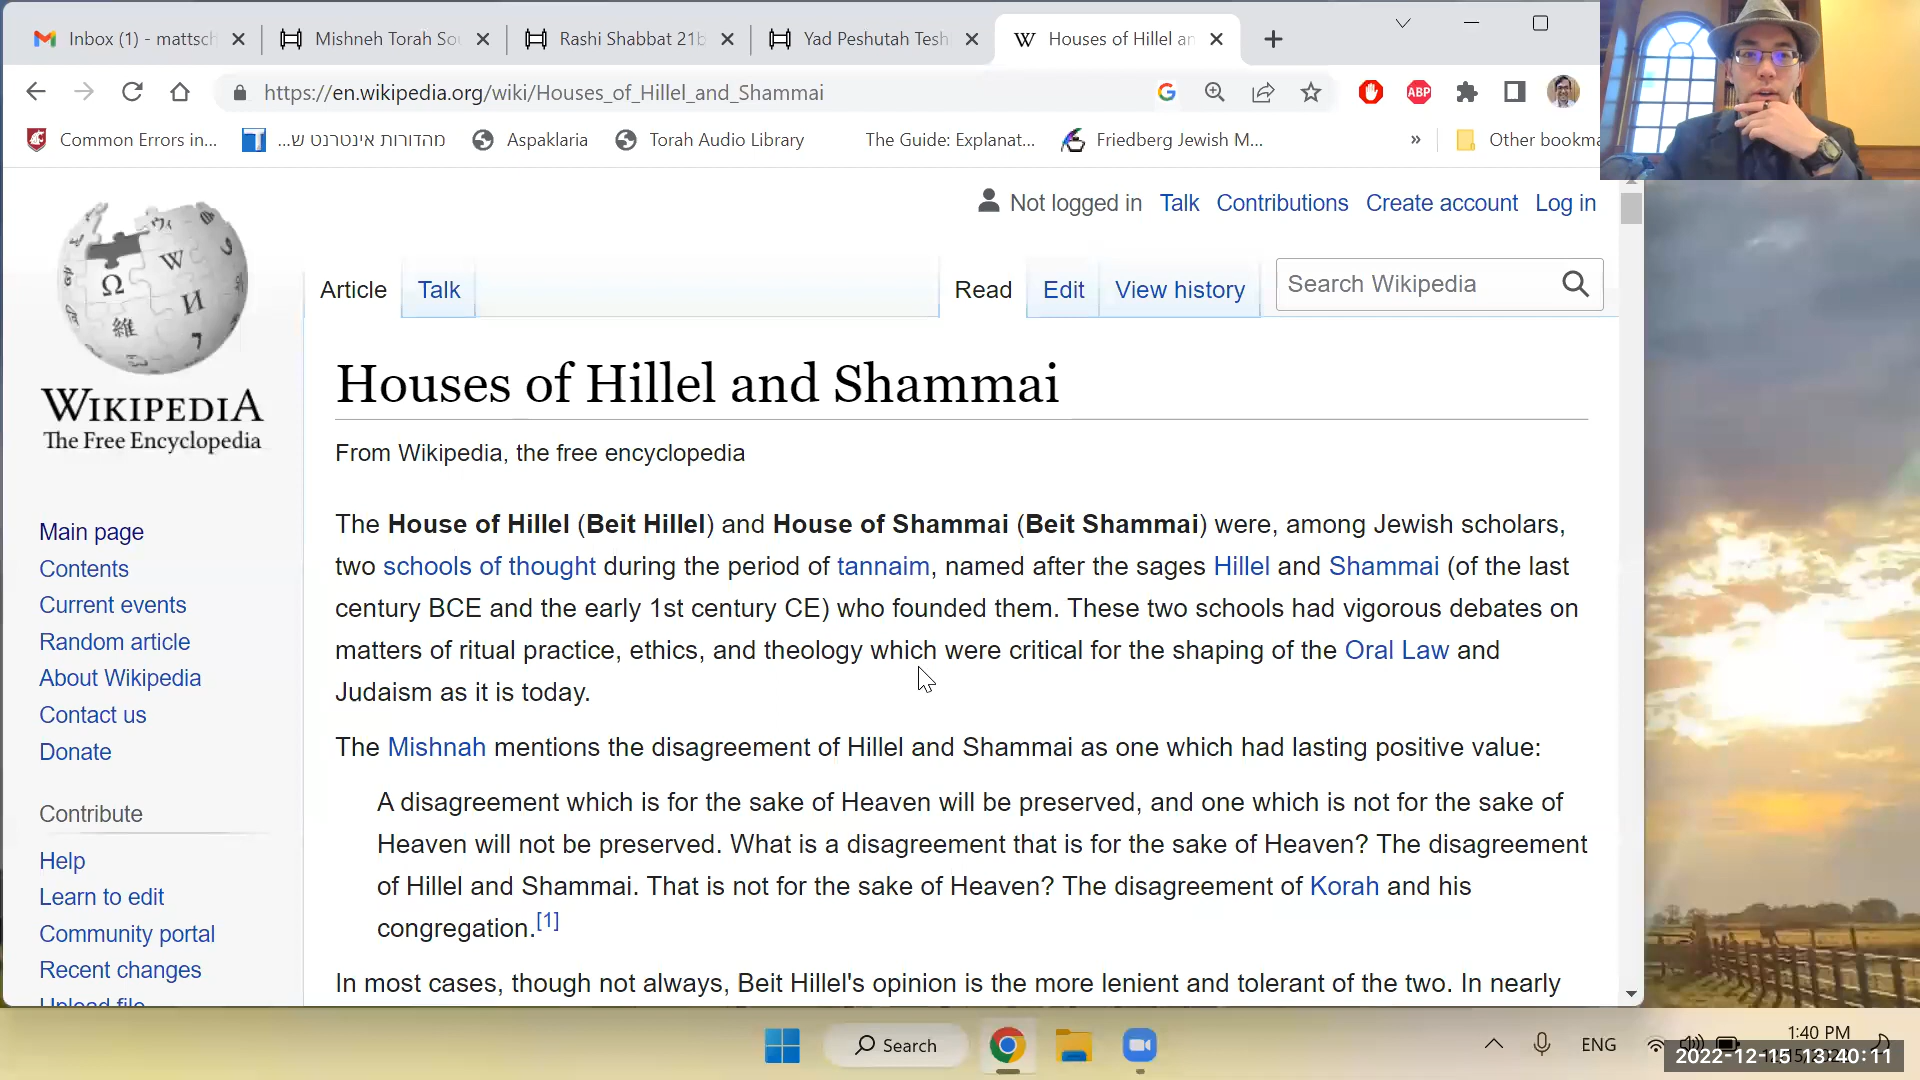 Inbox (1) - mattsch
Mishneh Torah So
Rashi Shabbat 21b
Yad Peshutah Tesh
W Houses of Hillel an
https://en.wikipedia.org/wiki/Houses_of_Hillel_and_Shammai
ABP
Common Errors in...
מהדורות אינטרנט ש...
Aspaklaria
Torah Audio Library
The Guide: Explanat...
Friedberg Jewish M...
»
Other bookma
Not logged in Talk Contributions Create account Log in
Article Talk Read Edit View history Search Wikipedia
WIKIPEDIA
The Free Encyclopedia
Main page
Contents
Current events
Random article
About Wikipedia
Contact us
Donate
Contribute
Help
Learn to edit
Community portal
Recent changes
Upload file
Houses of Hillel and Shammai
From Wikipedia, the free encyclopedia
The House of Hillel (Beit Hillel) and House of Shammai (Beit Shammai) were, among Jewish scholars,
two schools of thought during the period of tannaim, named after the sages Hillel and Shammai (of the last
century BCE and the early 1st century CE) who founded them. These two schools had vigorous debates on
matters of ritual practice, ethics, and theology which were critical for the shaping of the Oral Law and
Judaism as it is today.
The Mishnah mentions the disagreement of Hillel and Shammai as one which had lasting positive value:
A disagreement which is for the sake of Heaven will be preserved, and one which is not for the sake of
Heaven will not be preserved. What is a disagreement that is for the sake of Heaven? The disagreement
of Hillel and Shammai. That is not for the sake of Heaven? The disagreement of Korah and his
congregation.[1]
In most cases, though not always, Beit Hillel's opinion is the more lenient and tolerant of the two. In nearly
Search
ENG
1:40 PM
2022-12-15 13:40:11